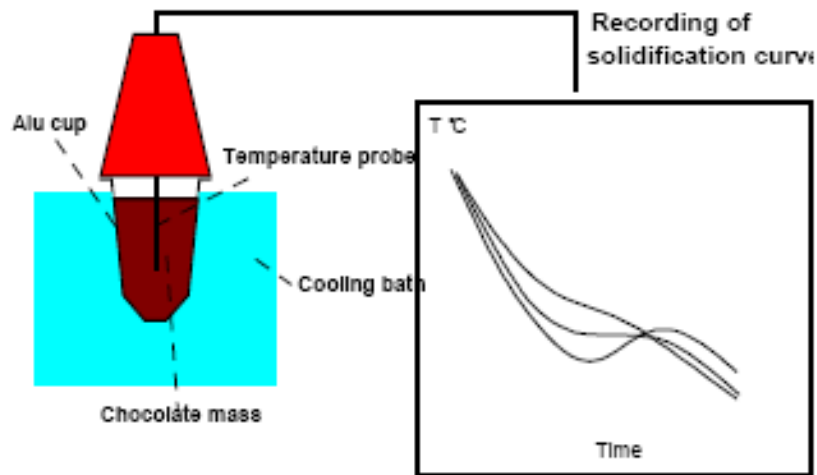 Recording of
solidification curve
Alu cup
Temperature probe
T °C
Cooling bath
Chocolate mass
Time